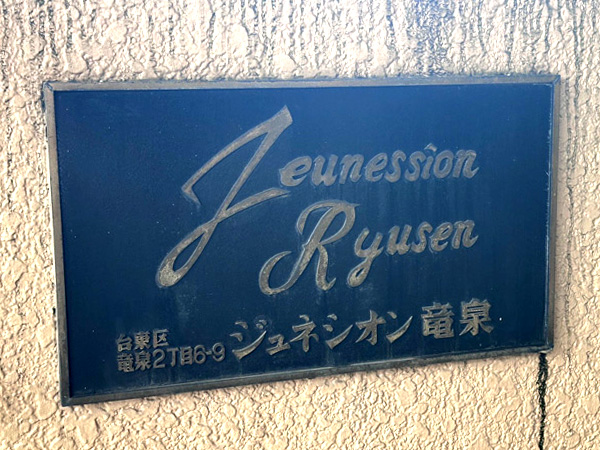 Jeunession
Ryusen
台東区
竜泉2丁目6-9
ジュネシオン竜泉